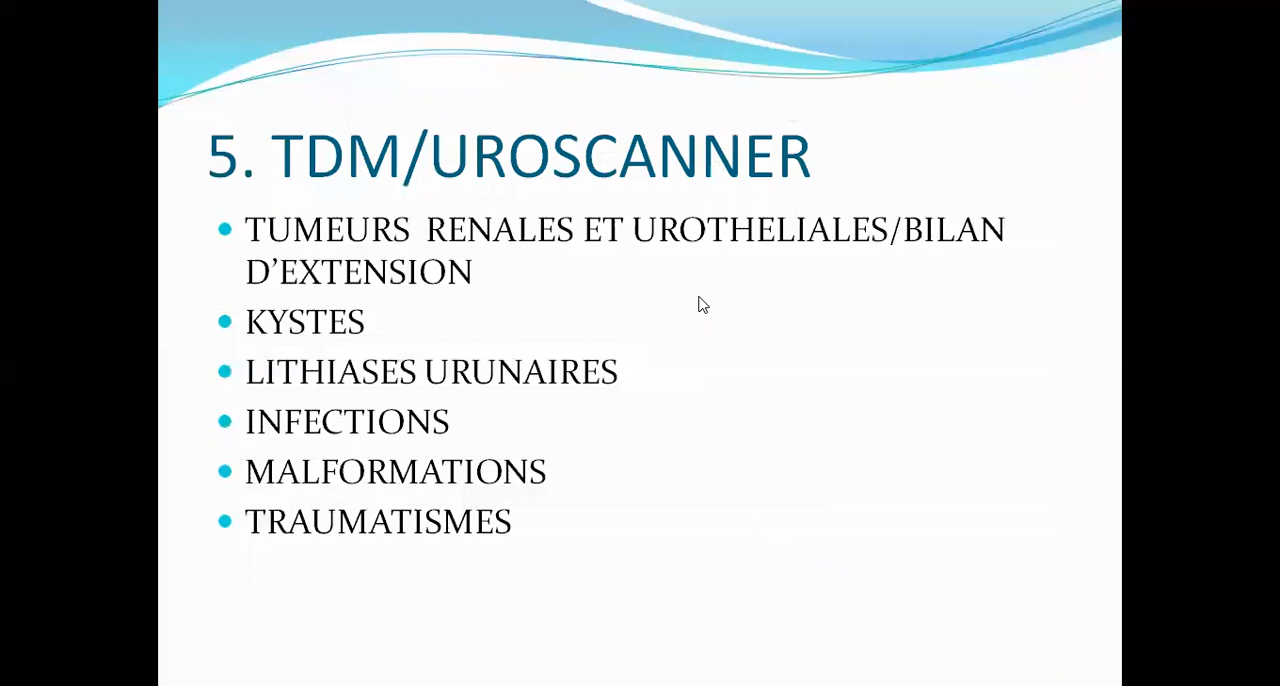 5. TDM/UROSCANNER
TUMEURS RENALES ET UROTHELIALES/BILAN
D’EXTENSION
KYSTES
LITHIASES URUNAIRES
INFECTIONS
MALFORMATIONS
TRAUMATISMES